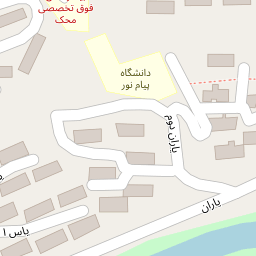 فوق تخصصی
محک
دانشگاه
پیام نور
باران دوم
باران
یاس ۱